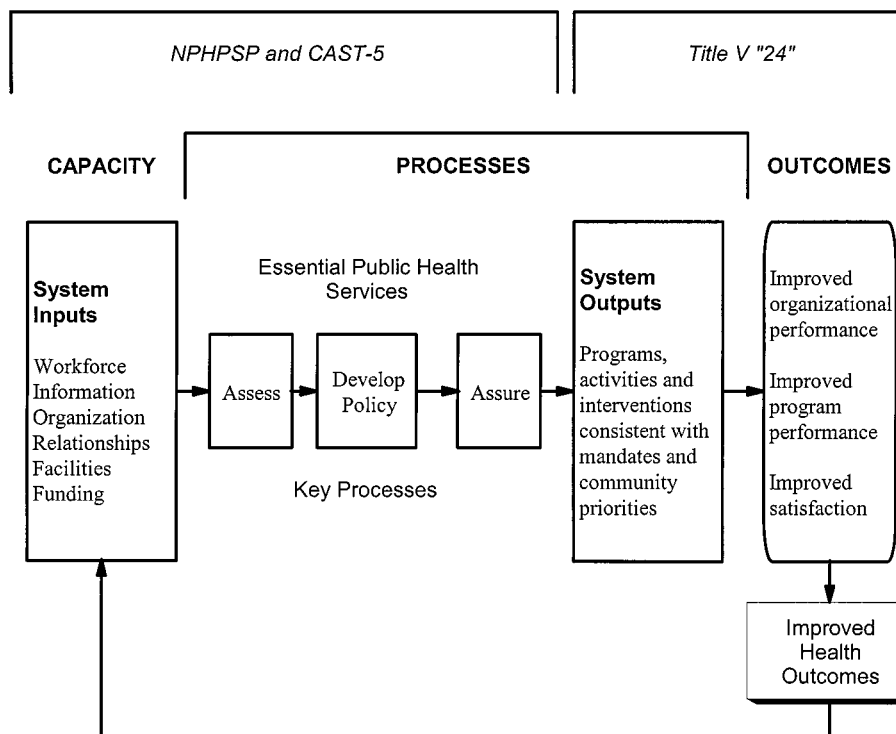 NPHPSP and CAST-5
Title V "24"
CAPACITY
PROCESSES
OUTCOMES
System
Inputs
Workforce
Information
Organization
Relationships
Facilities
Funding
Essential Public Health
Services
Assess
Develop
Policy
Assure
Key Processes
System
Outputs
Programs,
activities and
interventions
consistent with
mandates and
community
priorities
Improved
organizational
performance
Improved
program
performance
Improved
satisfaction
Improved
Health
Outcomes